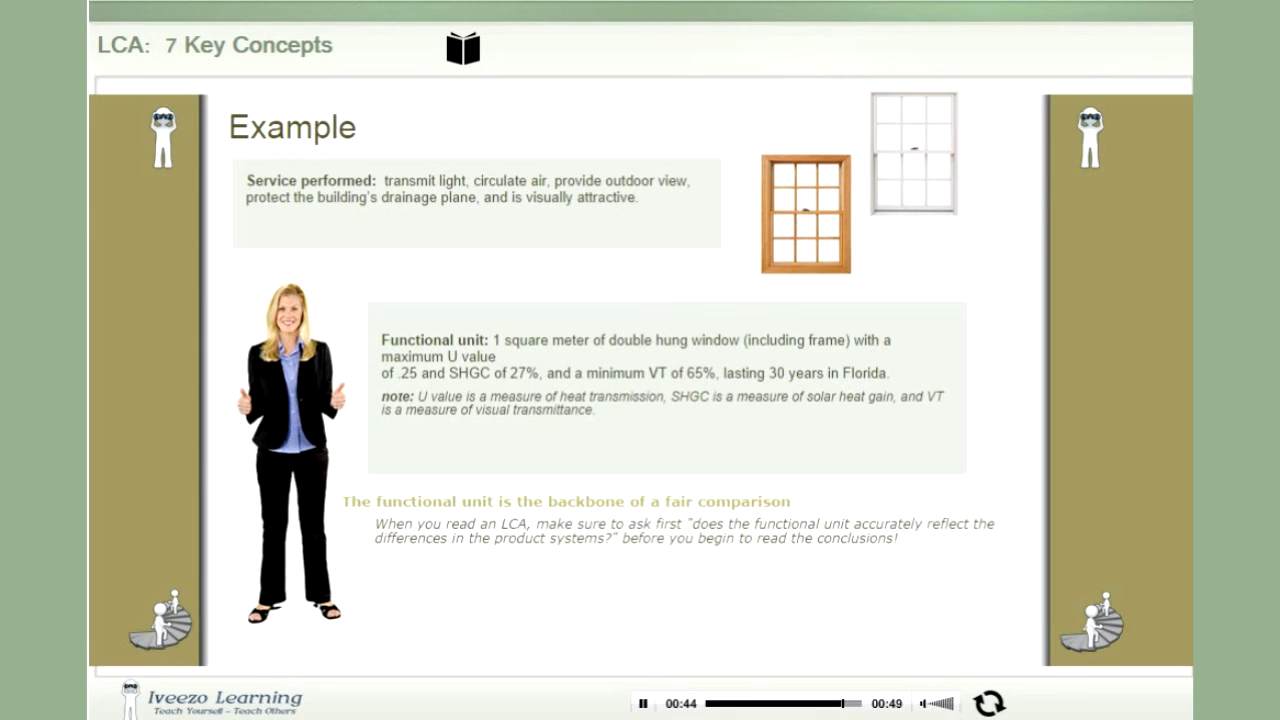 LCA: 7 Key Concepts
Example
Service performed: transmit light, circulate air, provide outdoor view,
protect the building's drainage plane, and is visually attractive.
Functional unit: 1 square meter of double hung window (including frame) with a
maximum U value
of .25 and SHGC of 27%, and a minimum VT of 65%, lasting 30 years in Florida.
note: U value is a measure of heat transmission, SHGC is a measure of solar heat gain, and VT
is a measure of visual transmittance.
The functional unit is the backbone of a fair comparison
When you read an LCA, make sure to ask first "does the functional unit accurately reflect the
differences in the product systems?" before you begin to read the conclusions!
Iveezo Learning
Teach Yourself - Teach Others
00:44 00:49